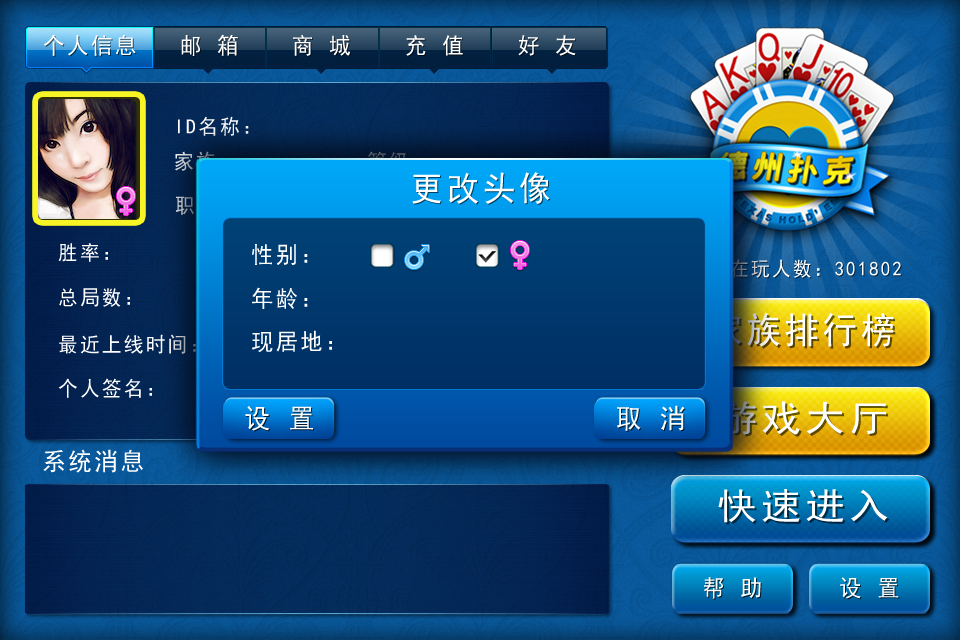 个人信息 邮箱 商城 充值 好友
A K Q J 10
ID名称：
家族
职
德州扑克
更改头像
性别：
胜率：
在玩人数：301802
年龄：
总局数：
家族排行榜
现居地：
最近上线时间：
个人签名：
设置 取消
游戏大厅
系统消息
快速进入
帮助 设置